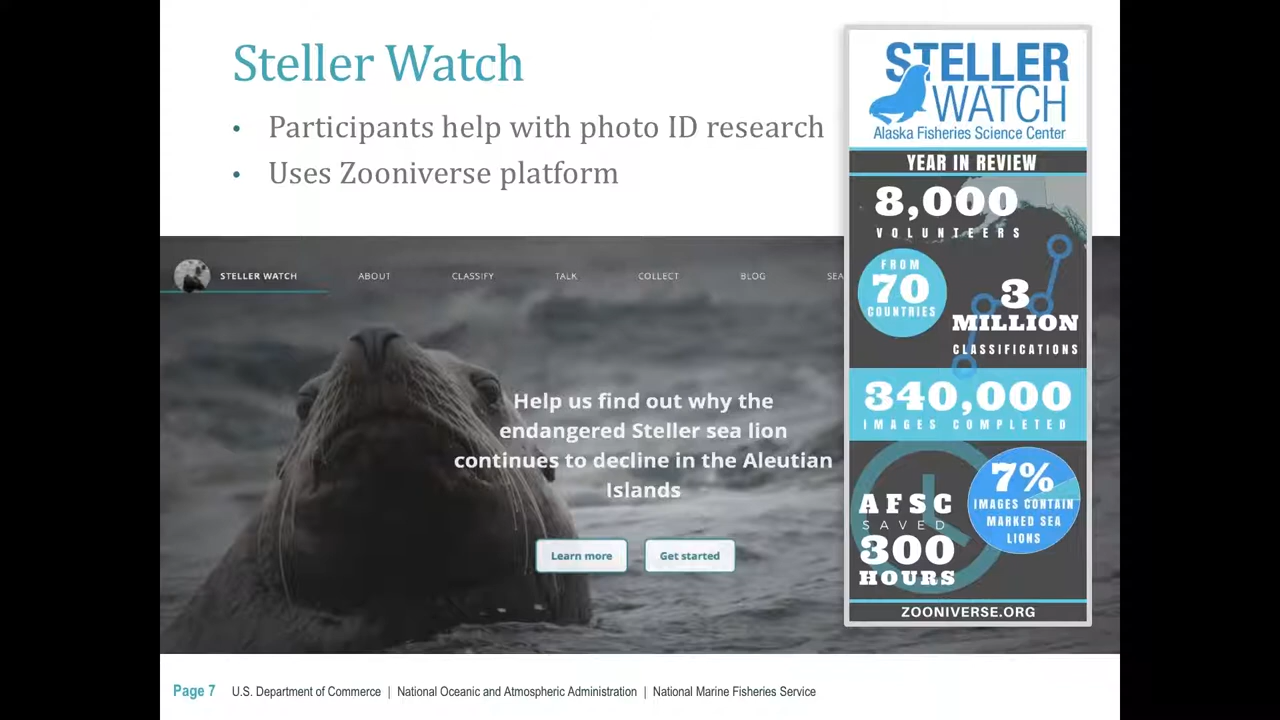 Steller Watch
• Participants help with photo ID research
• Uses Zooniverse platform
STELLER WATCH
ABOUT
CLASSIFY
TALK
COLLECT
BLOG
Help us find out why the
endangered Steller sea lion
continues to decline in the Aleutian
Islands
Learn more
Get started
STELLER
WATCH
Alaska Fisheries Science Center
YEAR IN REVIEW
8,000
VOLUNTEERS
FROM
70
COUNTRIES
3
MILLION
CLASSIFICATIONS
340,000
IMAGES COMPLETED
7%
IMAGES CONTAIN
MARKED SEA
LIONS
AFSC
SAVED
300
HOURS
ZOONIVERSE.ORG
Page 7 U.S. Department of Commerce | National Oceanic and Atmospheric Administration | National Marine Fisheries Service